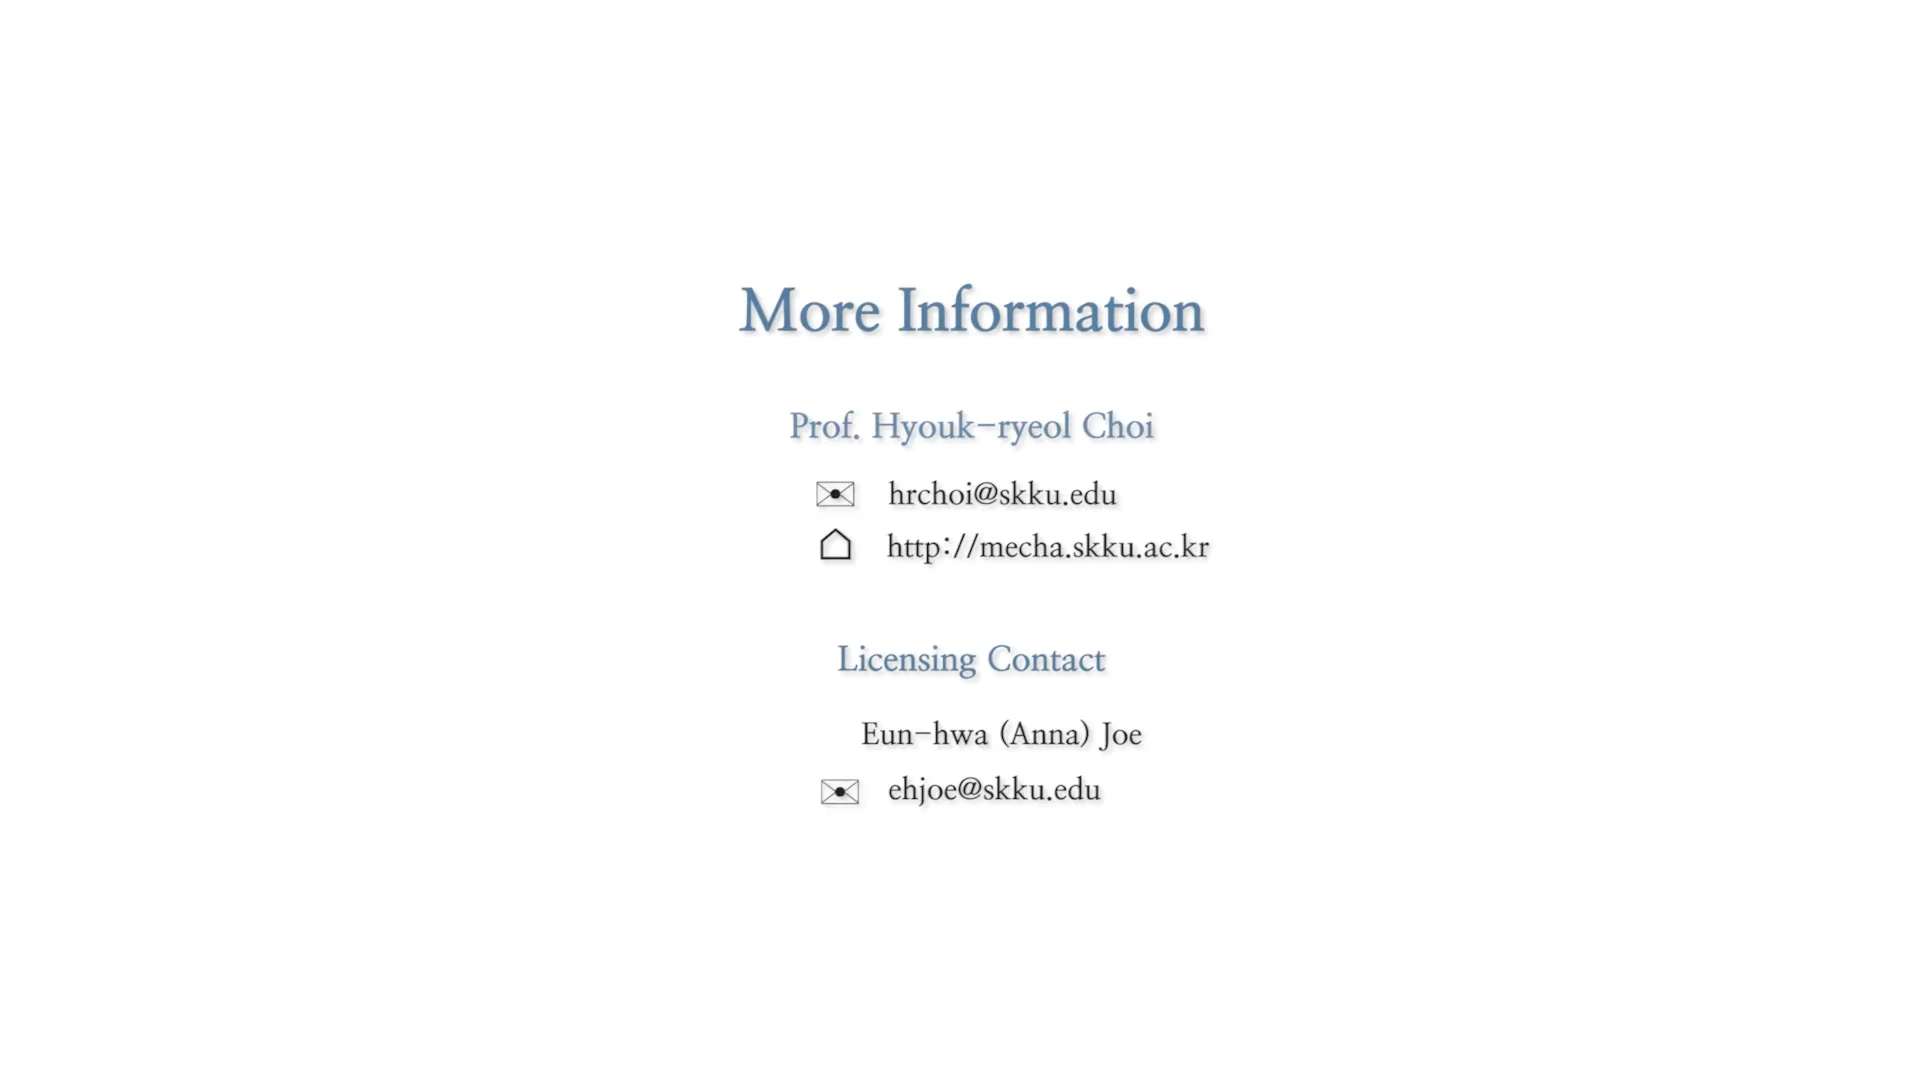 More Information
Prof. Hyouk-ryeol Choi
hrchoi@skku.edu
http://mecha.skku.ac.kr
Licensing Contact
Eun-hwa (Anna) Joe
ehjoe@skku.edu